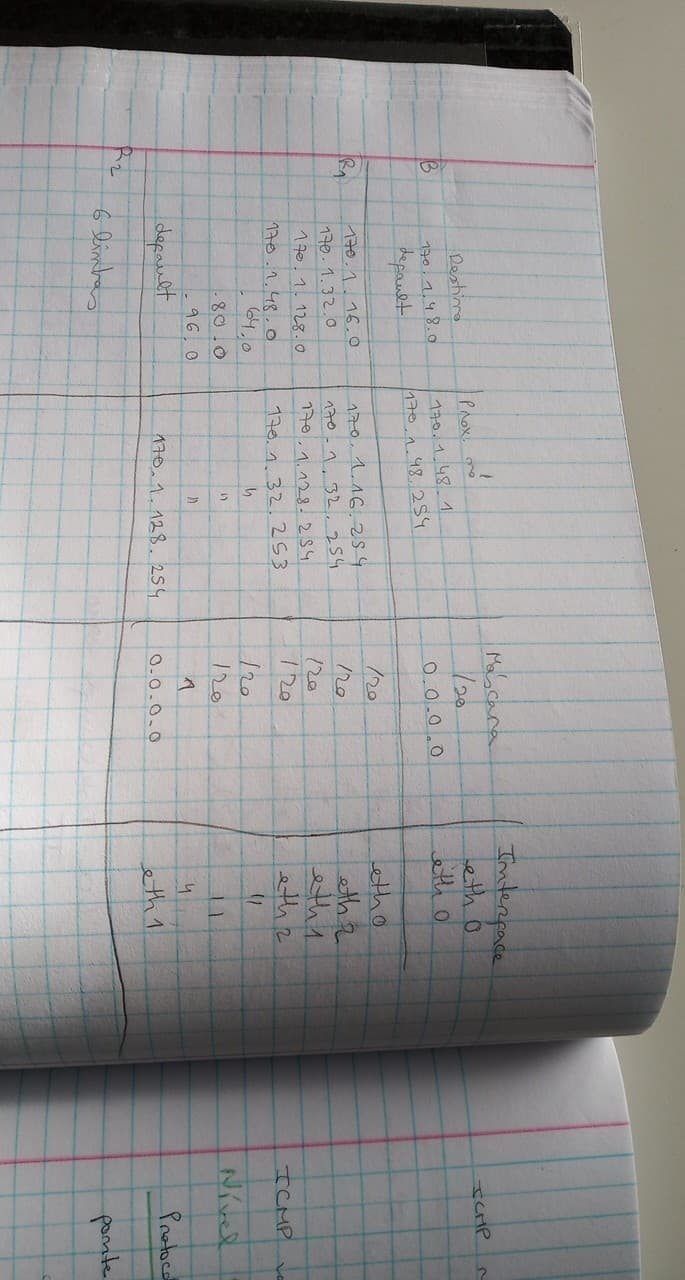 Destino Prox. nó Máscara Interface
B 170.1.48.0 170.1.48.1 /20 eth 0
default 170.1.48.254 0.0.0.0 eth 0
R1 170.1.16.0 170.1.16.254 /20 eth 0
170.1.32.0 170.1.32.254 /20 eth 2
170.1.128.0 170.1.128.254 /20 eth 1
170.1.48.0 170.1.32.253 /20 eth 2
.64.0 " /20 "
.80.0 " /20 "
.96.0 " "
default 170.1.128.254 0.0.0.0 eth 1
R2 6 linhas
ICMP
ICMP
Nível
Protoco
ponte